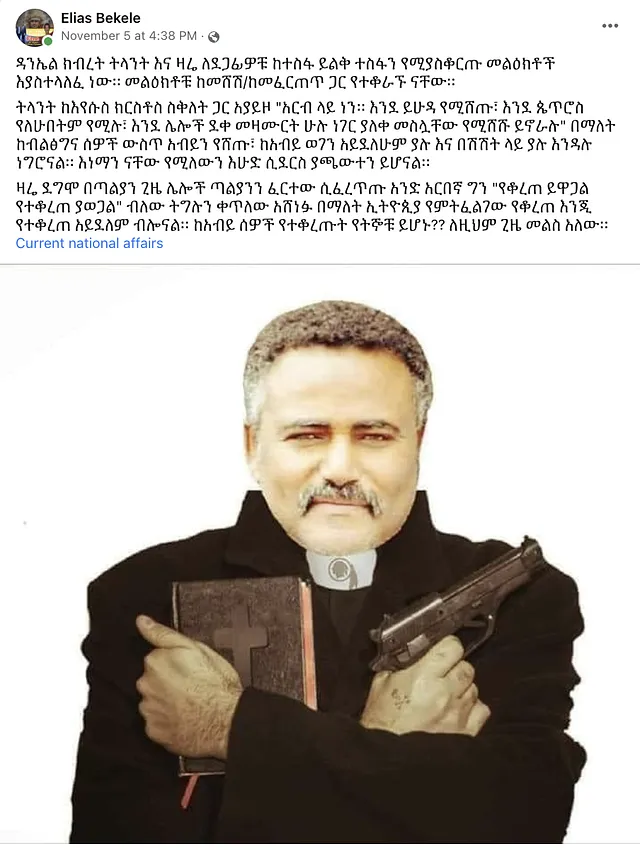 Elias Bekele
November 5 at 4:38 PM ·
ዳንኤል ክብረት ትላንት እና ዛሬ ለደጋፊዎቹ ከተስፋ ይልቅ ተስፋን የሚያስቆርጡ መልዕክቶች
እያስተላለፈ ነው። መልዕክቶቹ ከመሸሽ/ከመፈርጠጥ ጋር የተቆራኙ ናቸው።
ትላንት ከእየሱስ ክርስቶስ ስቅለት ጋር አያይዞ "አርብ ላይ ነን። እንደ ይሁዳ የሚሸጡ፣ እንደ ጴጥሮስ
የለሁበትም የሚሉ፣ እንደ ሌሎች ደቀ መዛሙርት ሁሉ ነገር ያለቀ መስሏቸው የሚሸሹ ይኖራሉ" በማለት
ከብልፅግና ሰዎች ውስጥ አብይን የሸጡ፣ ከአብይ ወገን አይደለሁም ያሉ እና በሽሽት ላይ ያሉ እንዳሉ
ነግሮናል። እነማን ናቸው የሚለውን እሁድ ሲደርስ ያጫውተን ይሆናል።
ዛሬ ደግሞ በጣልያን ጊዜ ሌሎች ጣልያንን ፈርተው ሲፈረጥጡ አንድ አርበኛ ግን "የቆረጠ ይዋጋል
የተቆረጠ ያወጋል" ብለው ትግሉን ቀጥለው አሸነፉ በማለት ኢትዮጲያ የምትፈልገው የቆረጠ እንጂ
የተቆረጠ አይደለም ብሎናል። ከአብይ ሰዎች የተቆረጡት የትኞቹ ይሆኑ?? ለዚህም ጊዜ መልስ አለው።
Current national affairs